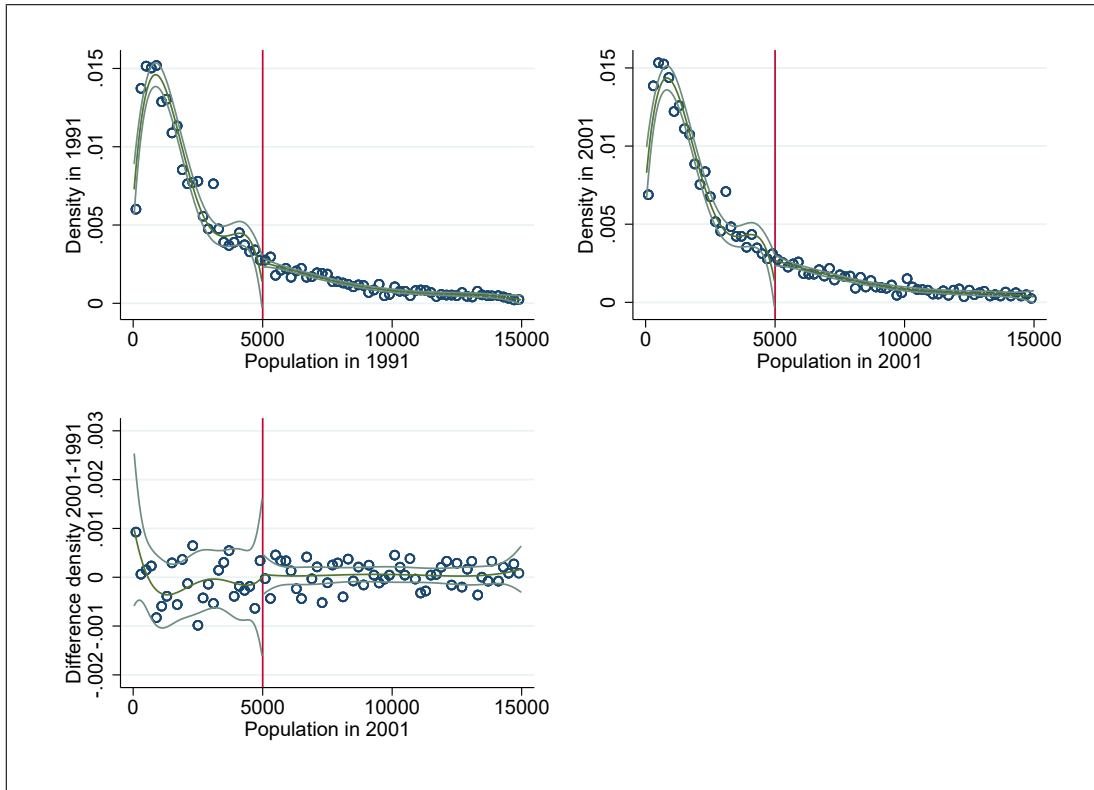 .015
.01
.005
0
Density in 1991
0 5000 10000 15000
Population in 1991
.015
.01
.005
0
Density in 2001
0 5000 10000 15000
Population in 2001
.003
.002
.001
0
-.001
-.002
Difference density 2001-1991
0 5000 10000 15000
Population in 2001